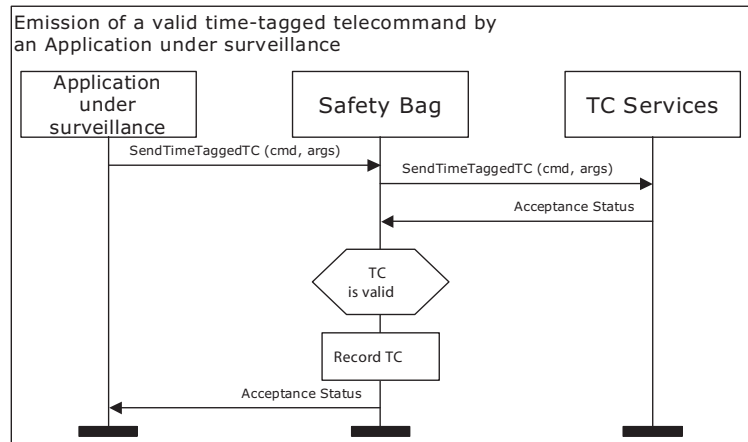 Emission of a valid time-tagged telecommand by
an Application under surveillance
Application
under
surveillance
Safety Bag
TC Services
SendTimeTaggedTC (cmd, args)
SendTimeTaggedTC (cmd, args)
Acceptance Status
TC
is valid
Record TC
Acceptance Status